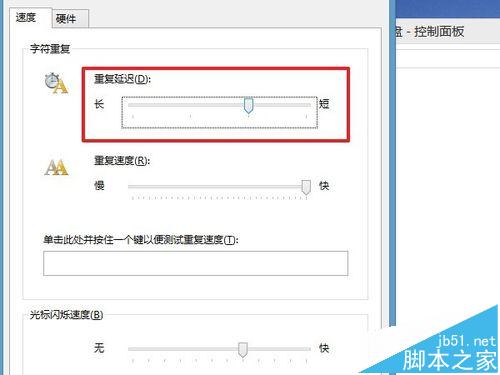 速度 硬件
盘 - 控制面板
字符重复
重复延迟(D):
长 短
重复速度(R):
慢 快
单击此处并按住一个键以便测试重复速度(T):
光标闪烁速度(B)
无 快
jb51.net
脚本之家